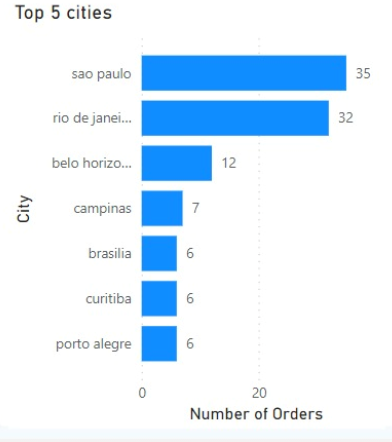 Top 5 cities
sao paulo 35
rio de janei... 32
belo horizo... 12
campinas 7
brasilia 6
curitiba 6
porto alegre 6
City
0 20
Number of Orders